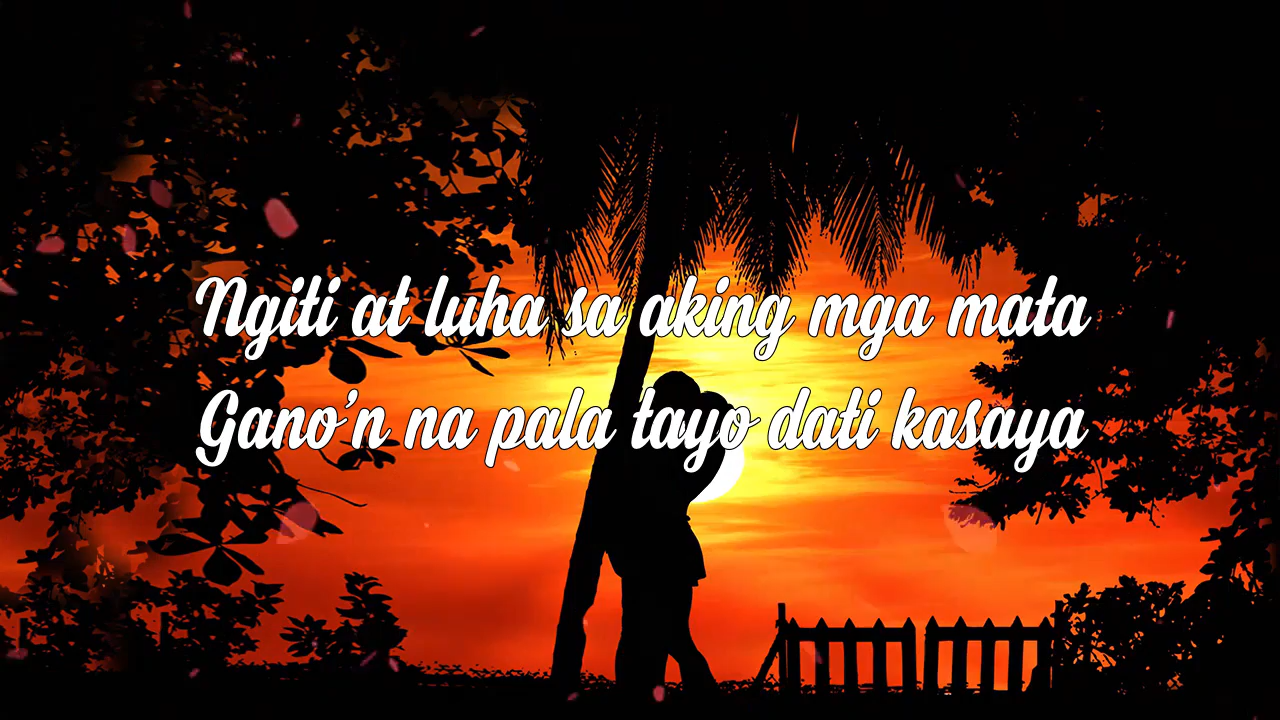 Ngiti at luha sa aking mga mata
Gano’n na pala tayo dati kasaya